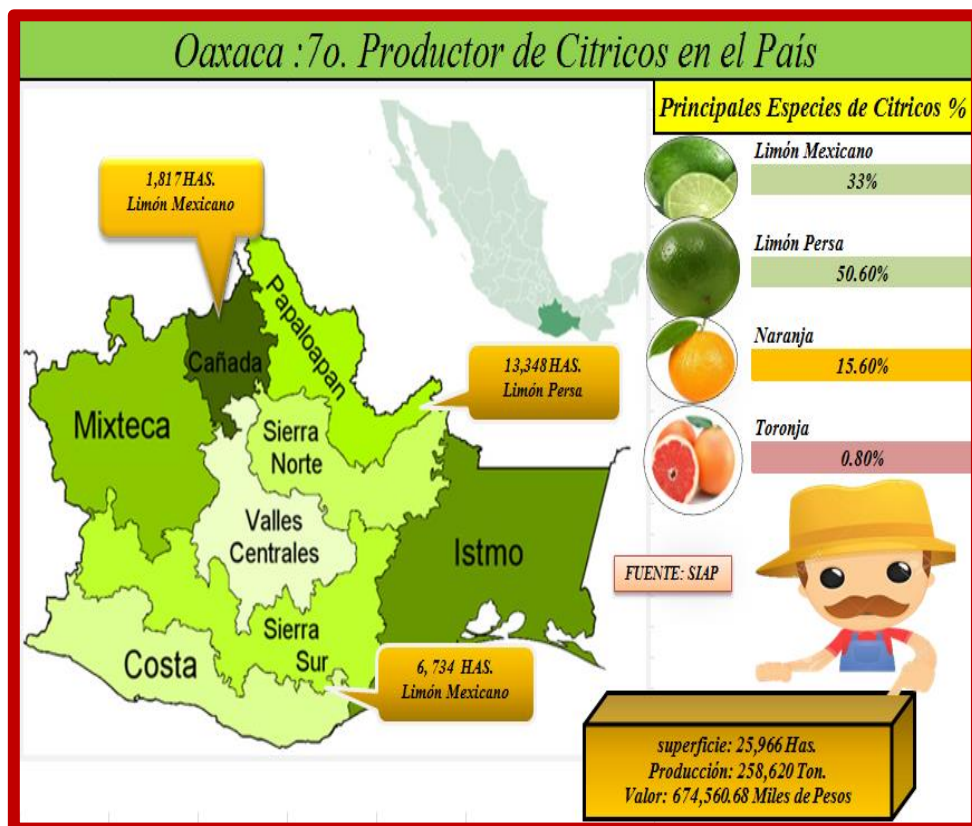 Oaxaca :7o. Productor de Citricos en el País
Principales Especies de Citricos %
Limón Mexicano
33%
Limón Persa
50.60%
Naranja
15.60%
Toronja
0.80%
1,817 HAS.
Limón Mexicano
Papaloapan
Cañada
13,348 HAS.
Limón Persa
Mixteca
Sierra
Norte
Valles
Centrales
Istmo
FUENTE: SIAP
Sierra
Sur
Costa
6, 734 HAS.
Limón Mexicano
superficie: 25,966 Has.
Producción: 258,620 Ton.
Valor: 674,560.68 Miles de Pesos